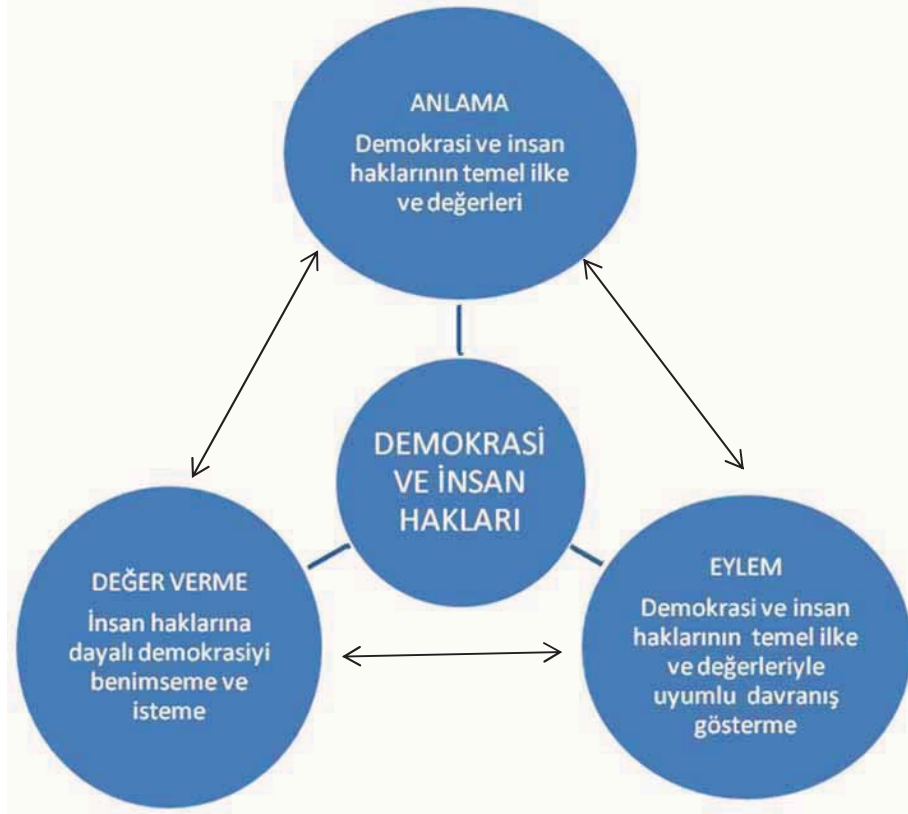 ANLAMA
Demokrasi ve insan
haklarının temel ilke
ve değerleri
DEMOKRASİ
VE İNSAN
HAKLARI
DEĞER VERME
İnsan haklarına
dayalı demokrasiyi
benimseme ve
isteme
EYLEM
Demokrasi ve insan
haklarının temel ilke
ve değerleriyle
uyumlu davranış
gösterme